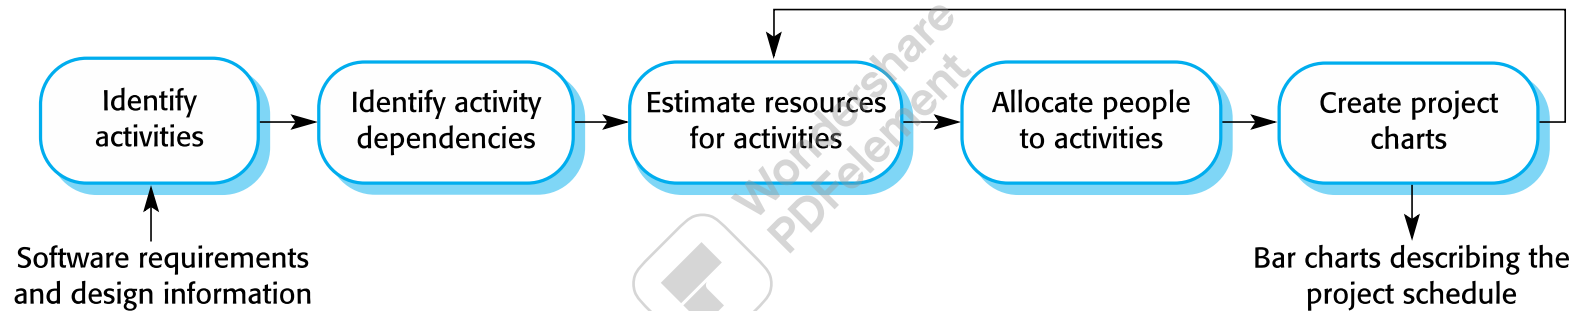 Identify
activities
Identify activity
dependencies
Estimate resources
for activities
Allocate people
to activities
Create project
charts
Software requirements
and design information
Bar charts describing the
project schedule
Wondershare
PDFelement